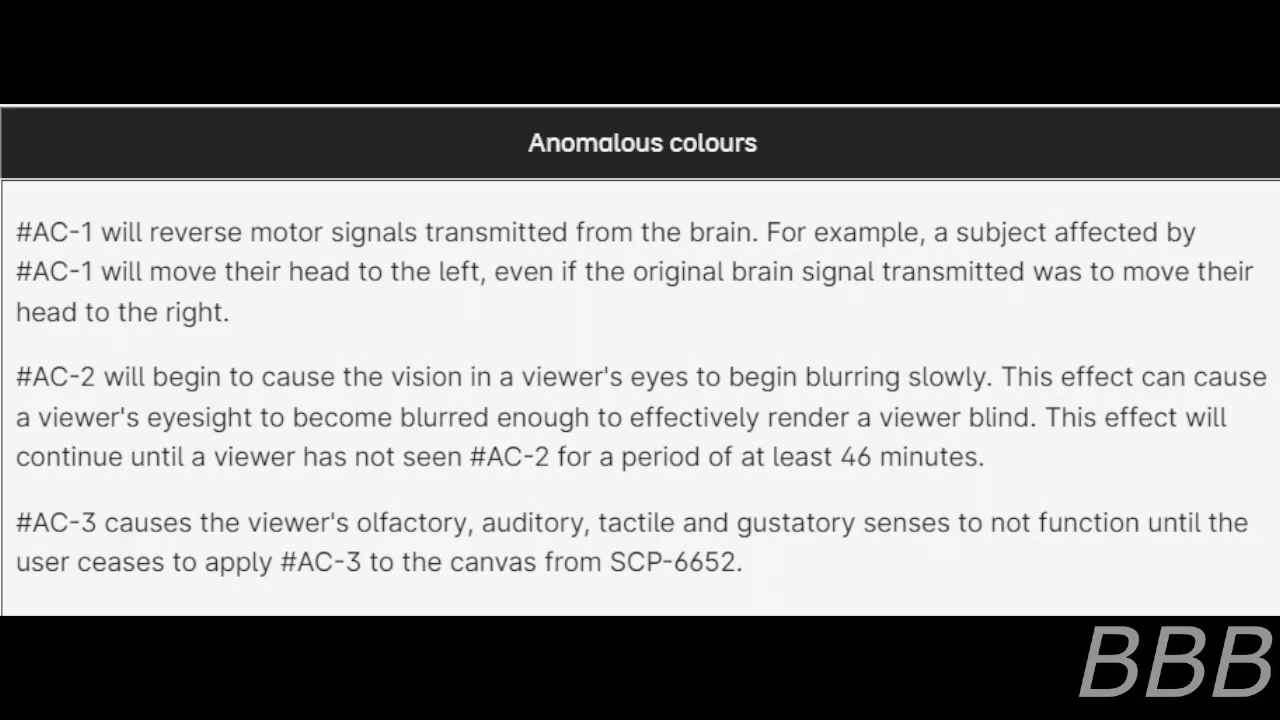 Anomalous colours
#AC-1 will reverse motor signals transmitted from the brain. For example, a subject affected by
#AC-1 will move their head to the left, even if the original brain signal transmitted was to move their
head to the right.
#AC-2 will begin to cause the vision in a viewer's eyes to begin blurring slowly. This effect can cause
a viewer's eyesight to become blurred enough to effectively render a viewer blind. This effect will
continue until a viewer has not seen #AC-2 for a period of at least 46 minutes.
#AC-3 causes the viewer's olfactory, auditory, tactile and gustatory senses to not function until the
user ceases to apply #AC-3 to the canvas from SCP-6652.
BBB